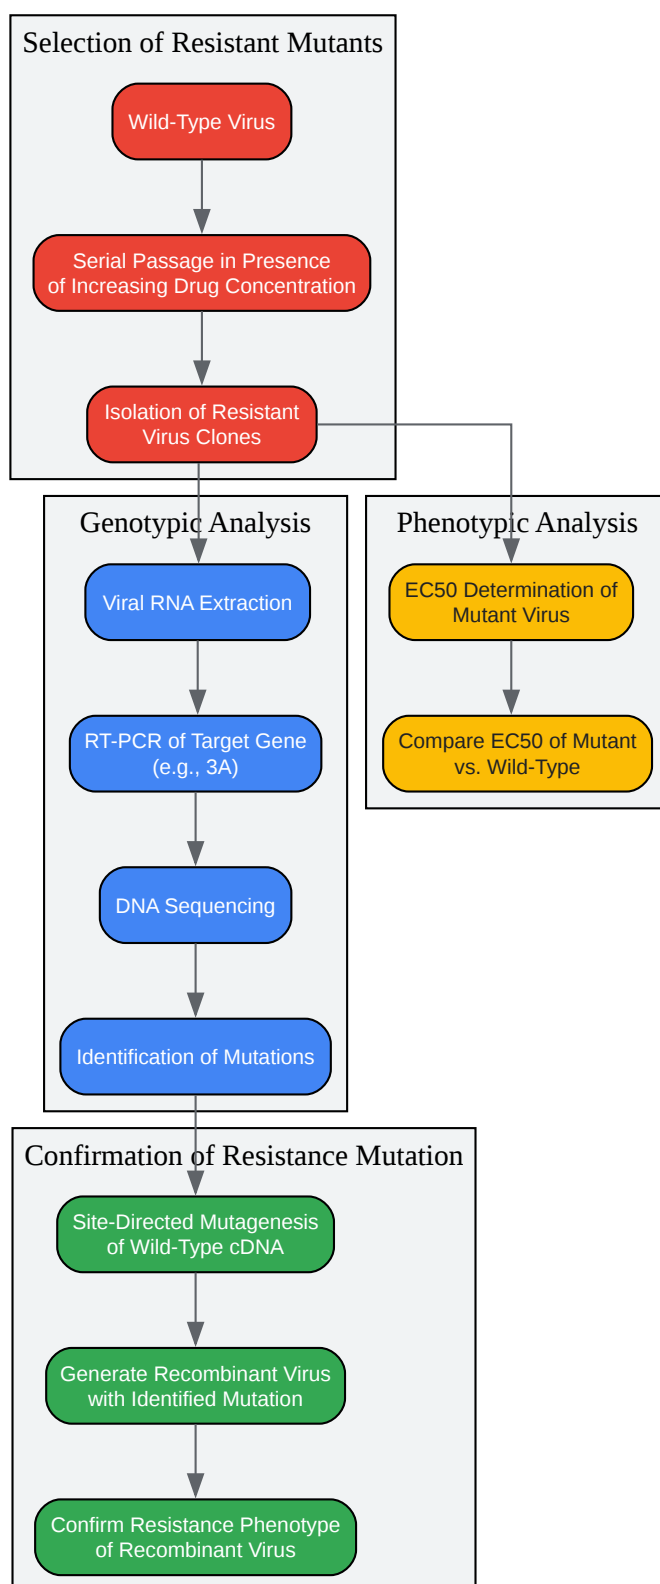 Selection of Resistant Mutants
Wild-Type Virus
Serial Passage in Presence
of Increasing Drug Concentration
Isolation of Resistant
Virus Clones
Genotypic Analysis
Viral RNA Extraction
RT-PCR of Target Gene
(e.g., 3A)
DNA Sequencing
Identification of Mutations
Phenotypic Analysis
EC50 Determination of
Mutant Virus
Compare EC50 of Mutant
vs. Wild-Type
Confirmation of Resistance Mutation
Site-Directed Mutagenesis
of Wild-Type cDNA
Generate Recombinant Virus
with Identified Mutation
Confirm Resistance Phenotype
of Recombinant Virus